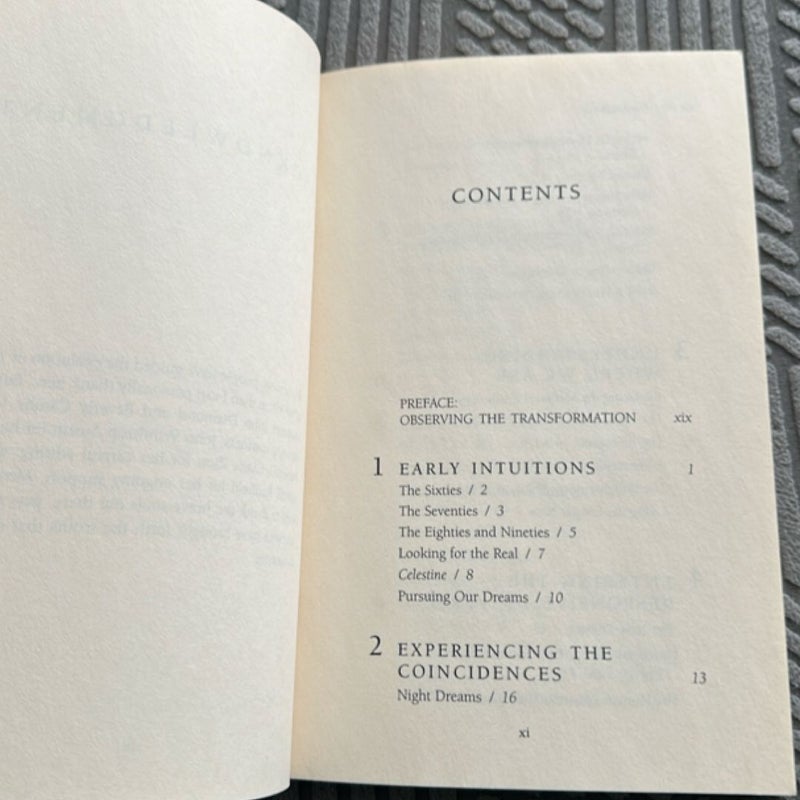 CONTENTS
PREFACE:
OBSERVING THE TRANSFORMATION xix
1 EARLY INTUITIONS 1
The Sixties / 2
The Seventies / 3
The Eighties and Nineties / 5
Looking for the Real / 7
Celestine / 8
Pursuing Our Dreams / 10
2 EXPERIENCING THE
COINCIDENCES 13
Night Dreams / 16
xi